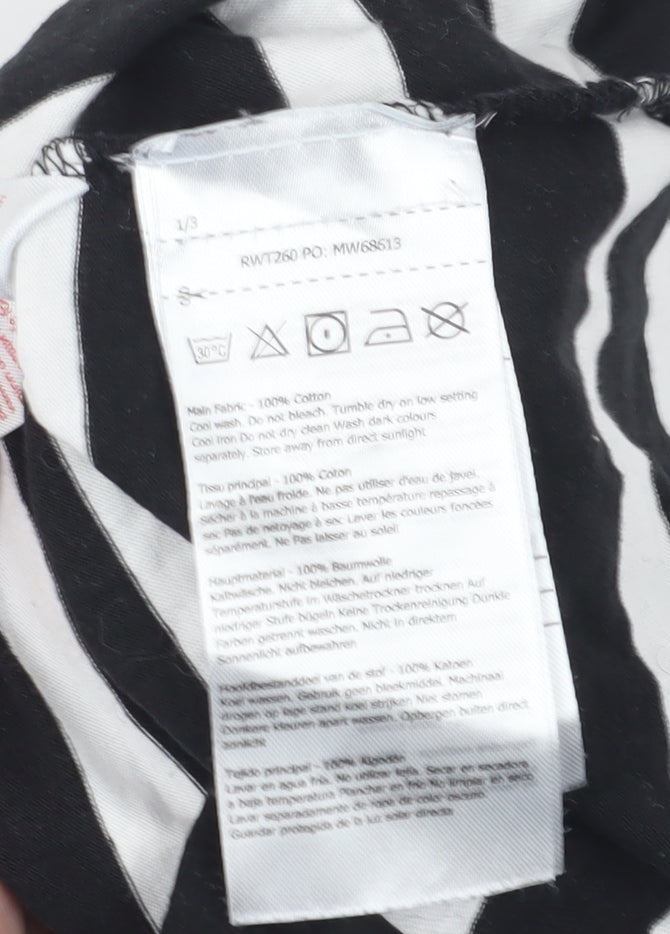 1/3
RWT260 PO: MW68613
30°C
Main Fabric - 100% Cotton
Cool wash. Do not bleach. Tumble dry on low setting
Cool Iron Do not dry clean Wash dark colours
separately. Store away from direct sunlight
Tissu principal - 100% Coton
Lavage à l'eau froide. Ne pas utiliser d'eau de javel.
Sécher à la machine à basse température repassage à
sec Pas de nettoyage à sec Laver les couleurs foncées
séparément. Ne Pas laisser au soleil
Hauptmaterial - 100% Baumwolle
Kaltwäsche. Nicht bleichen. Auf niedriger
Temperaturstufe im Wäschetrockner trocknen Auf
niedriger Stufe bügeln Keine Trockenreinigung Dunkle
Farben getrennt waschen. Nicht in direktem
Sonnenlicht aufbewahren
Hoofdbestanddeel van de stof - 100% Katoen
Koel wassen. Gebruik geen bleekmiddel. Machinaal
drogen op lage stand koel strijken Niet stomen
Donkere kleuren apart wassen. Opbergen buiten direct
zonlicht
Tejido principal - 100% Algodón
Lavar en agua fría. No utilizar lejía. Secar en secadora
a baja temperatura Planchar en frío No limpiar en seco
Lavar separadamente de ropa de color oscuro.
Guardar protegida de la luz solar directa